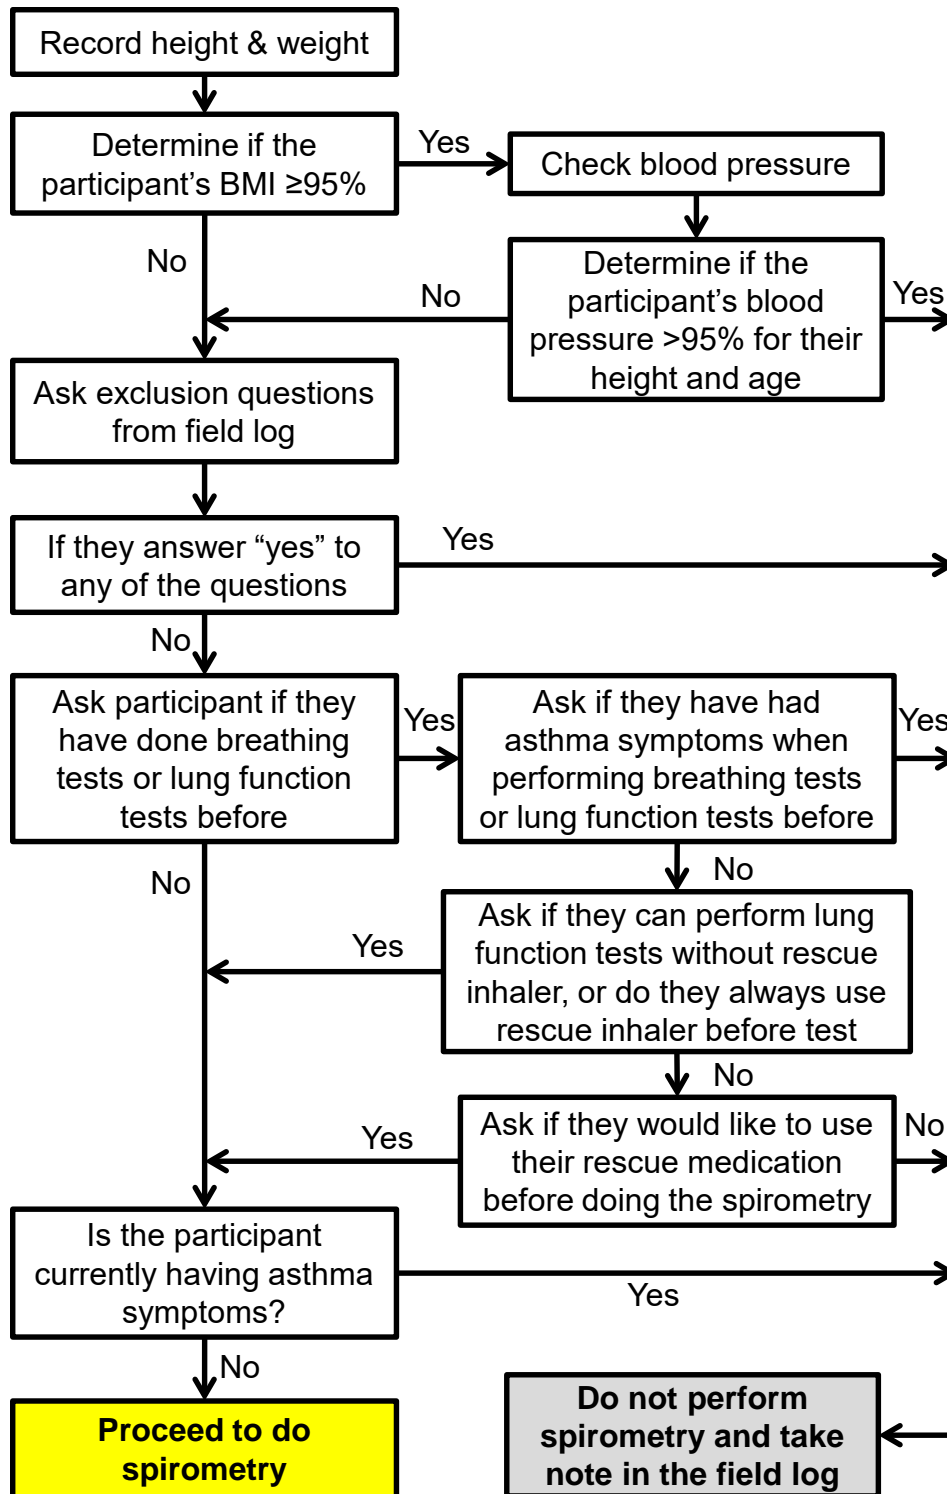 Record height & weight
Determine if the
participant’s BMI ≥95%
Yes
Check blood pressure
No
Determine if the
participant’s blood
pressure >95% for their
height and age
No
Yes
Ask exclusion questions
from field log
If they answer “yes” to
any of the questions
Yes
No
Ask participant if they
have done breathing
tests or lung function
tests before
Yes
Ask if they have had
asthma symptoms when
performing breathing tests
or lung function tests before
Yes
No
No
Ask if they can perform lung
function tests without rescue
inhaler, or do they always use
rescue inhaler before test
Yes
No
Ask if they would like to use
their rescue medication
before doing the spirometry
Yes
No
Is the participant
currently having asthma
symptoms?
Yes
No
Proceed to do
spirometry
Do not perform
spirometry and take
note in the field log